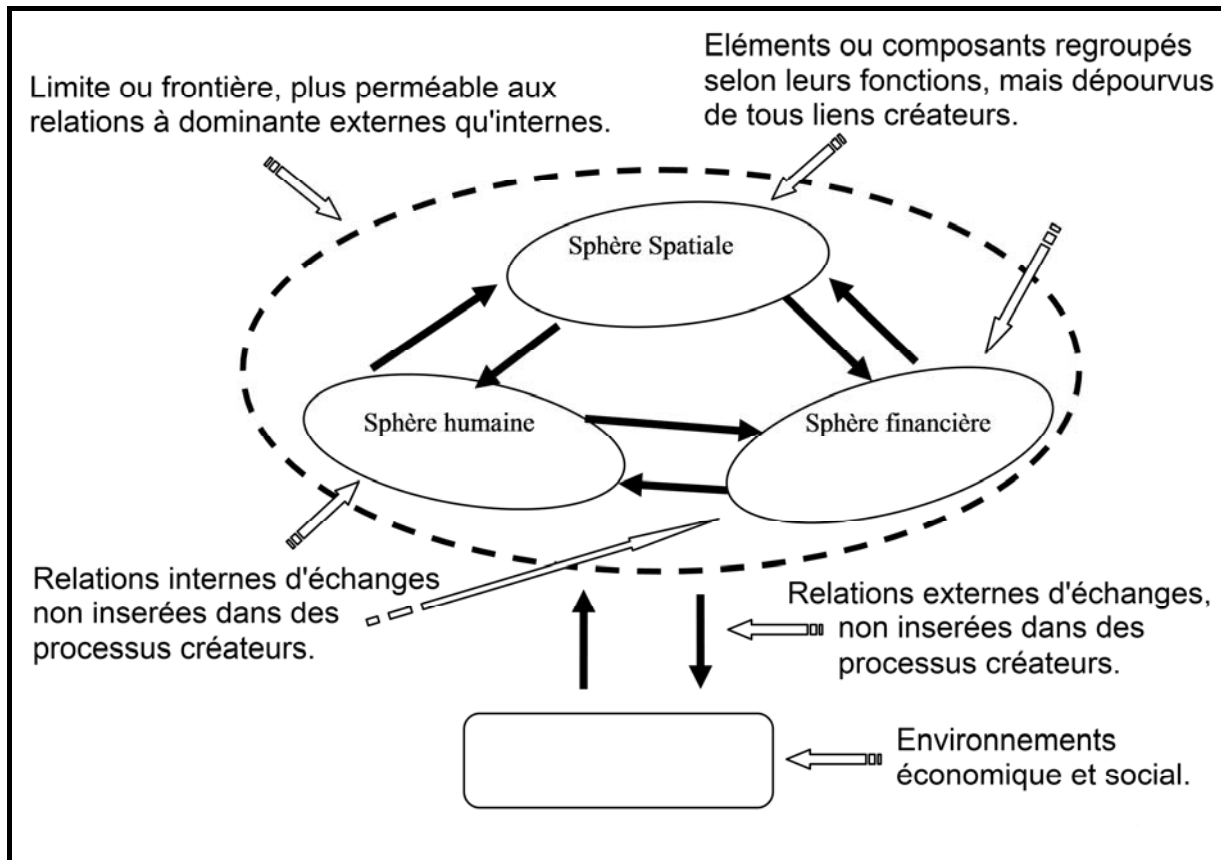 Eléments ou composants regroupés
selon leurs fonctions, mais dépourvus
de tous liens créateurs.
Limite ou frontière, plus perméable aux
relations à dominante externes qu'internes.
Sphère Spatiale
Sphère humaine
Sphère financière
Relations internes d'échanges
non inserées dans des
processus créateurs.
Relations externes d'échanges,
non inserées dans des
processus créateurs.
Environnements
économique et social.